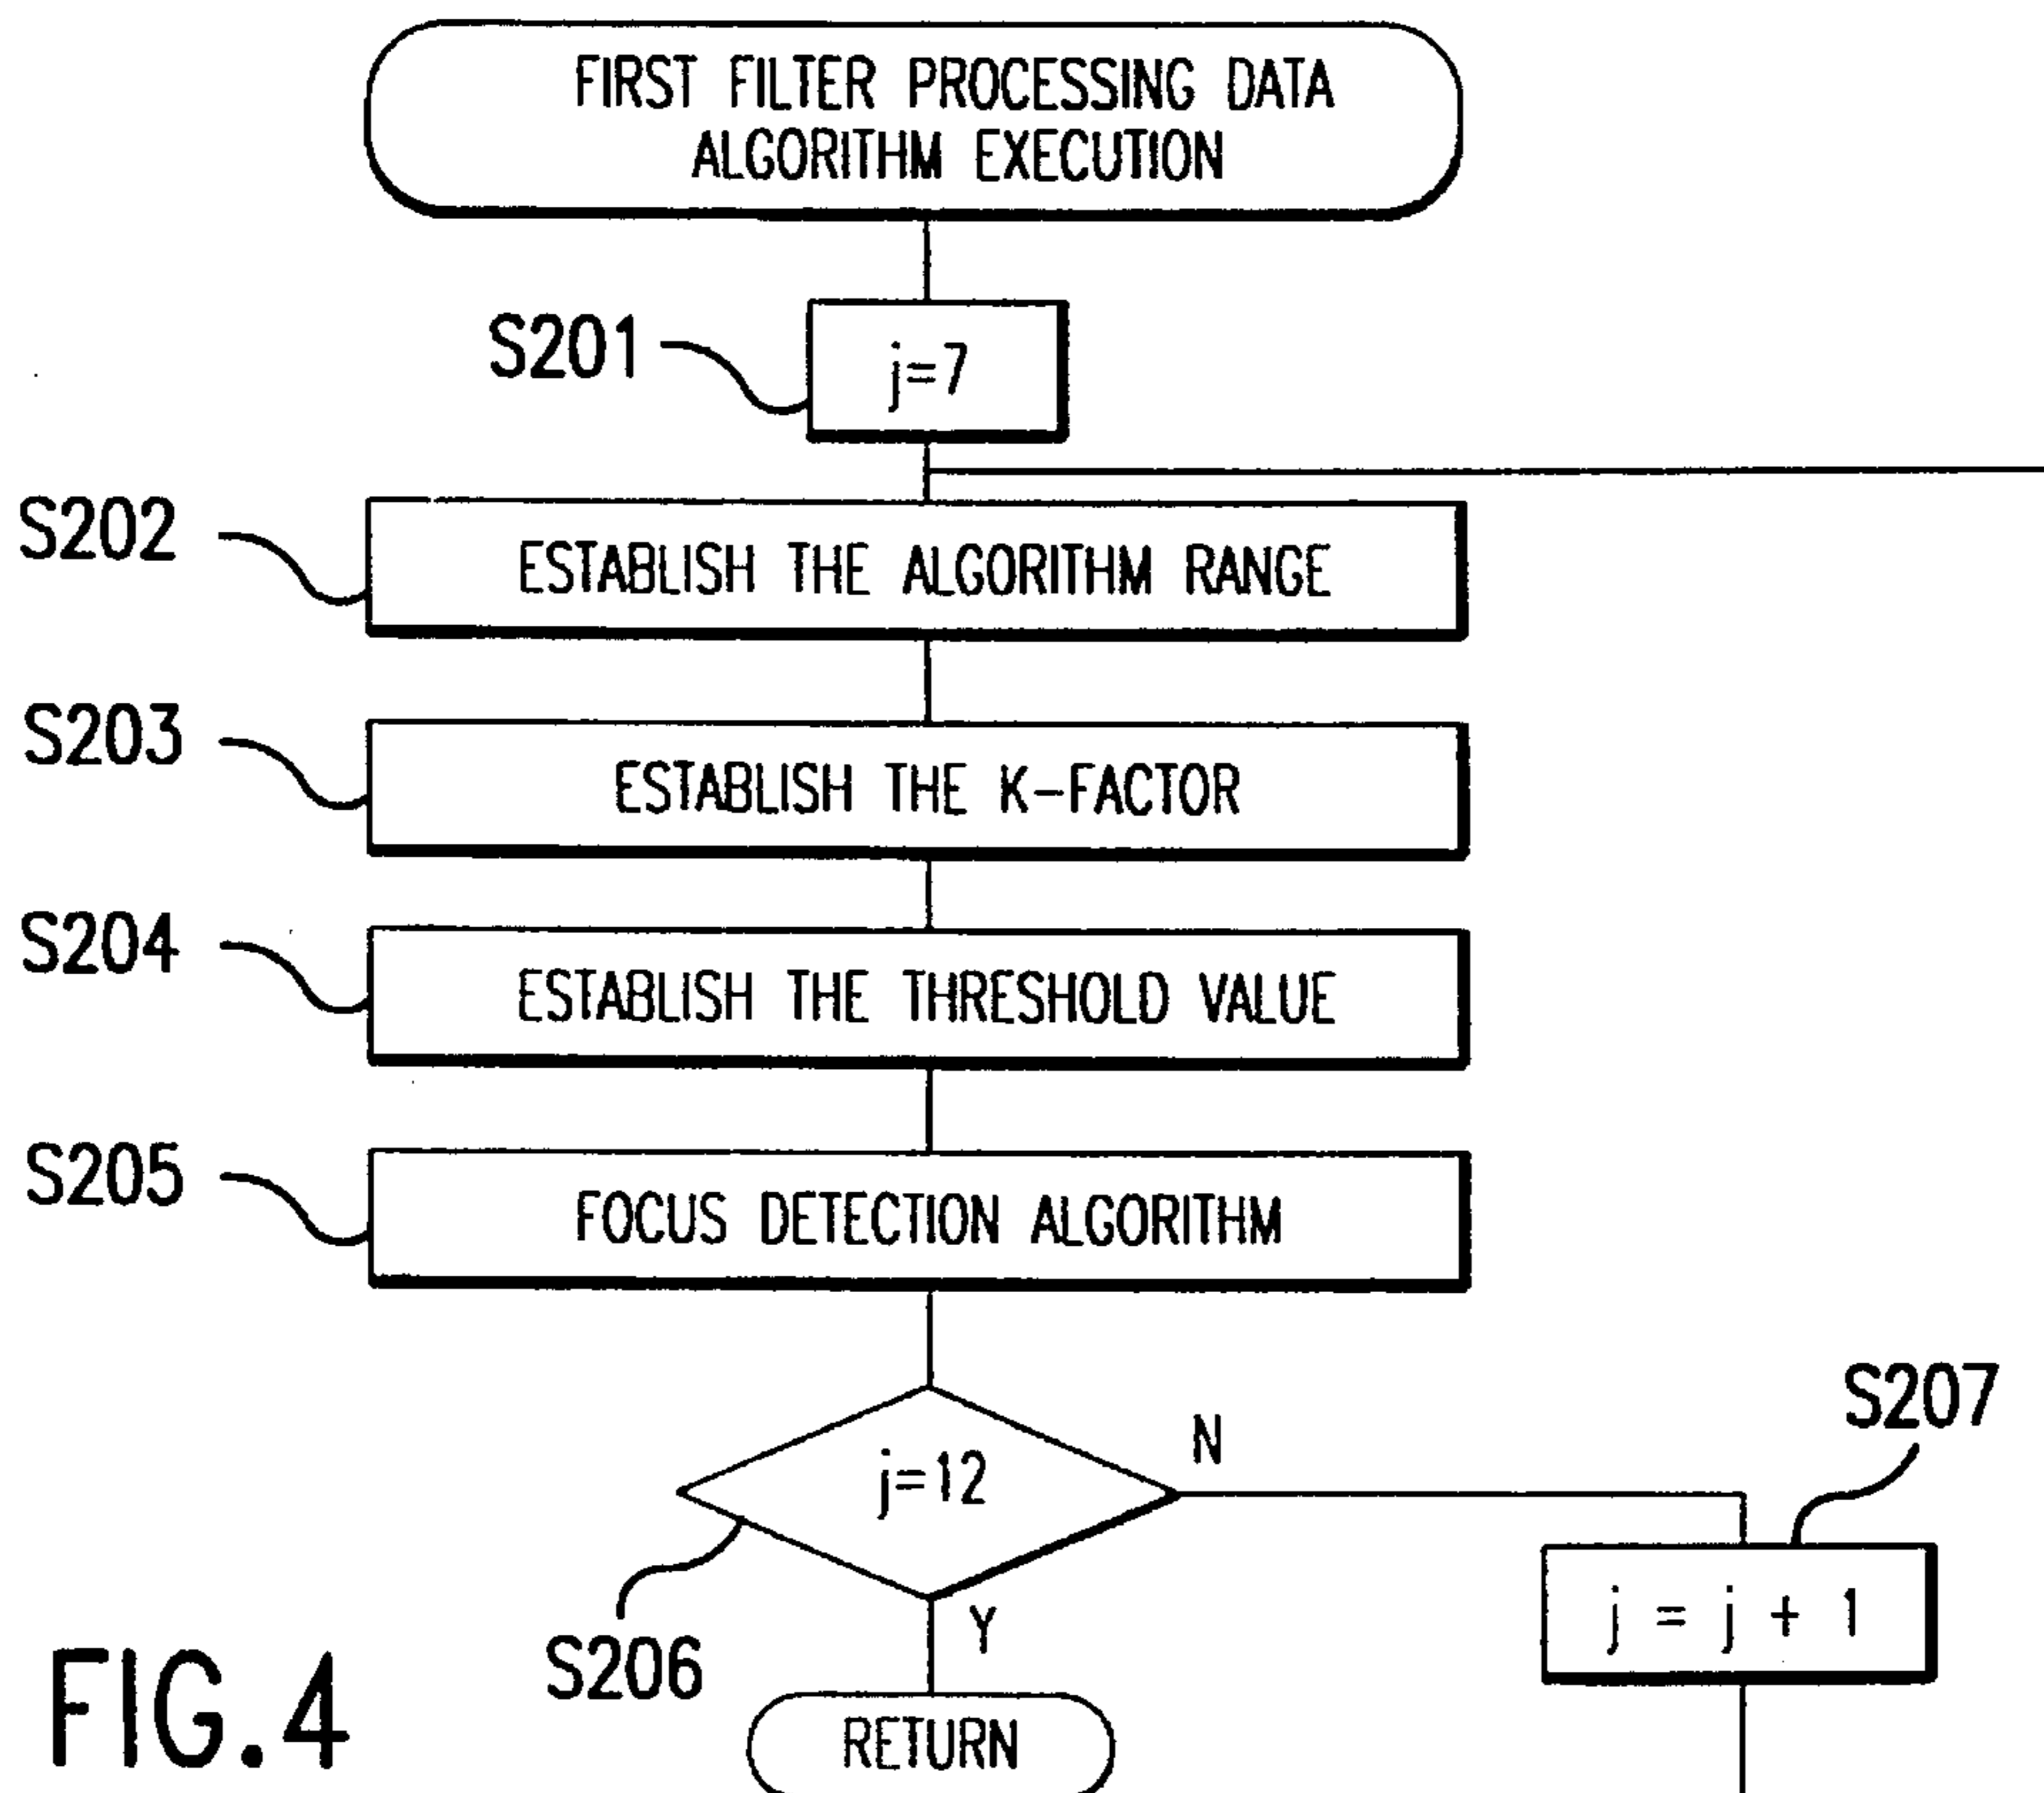 FIRST FILTER PROCESSING DATA
ALGORITHM EXECUTION
S201
j=7
S202
ESTABLISH THE ALGORITHM RANGE
S203
ESTABLISH THE K-FACTOR
S204
ESTABLISH THE THRESHOLD VALUE
S205
FOCUS DETECTION ALGORITHM
j=12
N
S207
S206
Y
j = j + 1
RETURN
FIG.4